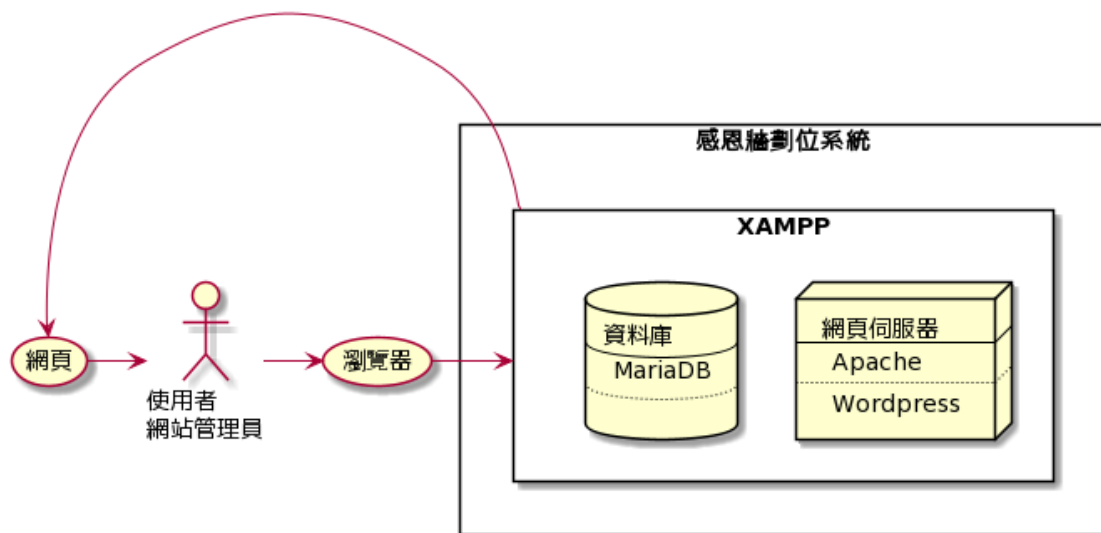 感恩牆劃位系統
XAMPP
資料庫
MariaDB
網頁伺服器
Apache
Wordpress
網頁
使用者
網站管理員
瀏覽器